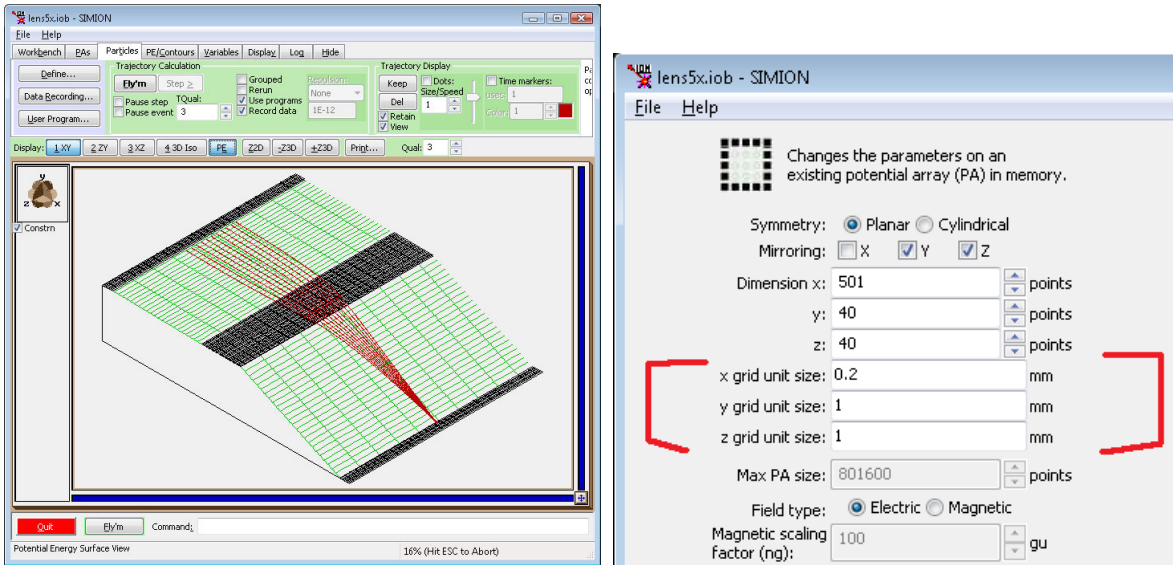 lens5x.iob - SIMION
File Help
Workbench PAs Particles PE/Contours Variables Display Log Hide
Define...
Data Recording...
User Program...
Trajectory Calculation
Fly'm Step ≥
Pause step TQual:
Pause event 3
Grouped
Rerun
Use programs
Record data
Repulsion:
None
1E-12
Trajectory Display
Keep
Del
Retain
View
Dots:
Size/Speed
1
Time markers:
usec 1
Color: 1
Display: 1 XY 2 ZY 3 XZ 4 3D Iso PE Z2D -Z3D +Z3D Print... Qual: 3
y
z x
Constrn
Quit Fly'm Command:
Potential Energy Surface View 16% (Hit ESC to Abort)
lens5x.iob - SIMION
File Help
Changes the parameters on an
existing potential array (PA) in memory.
Symmetry: Planar Cylindrical
Mirroring: X Y Z
Dimension x: 501 points
y: 40 points
z: 40 points
x grid unit size: 0.2 mm
y grid unit size: 1 mm
z grid unit size: 1 mm
Max PA size: 801600 points
Field type: Electric Magnetic
Magnetic scaling
factor (ng): 100 gu